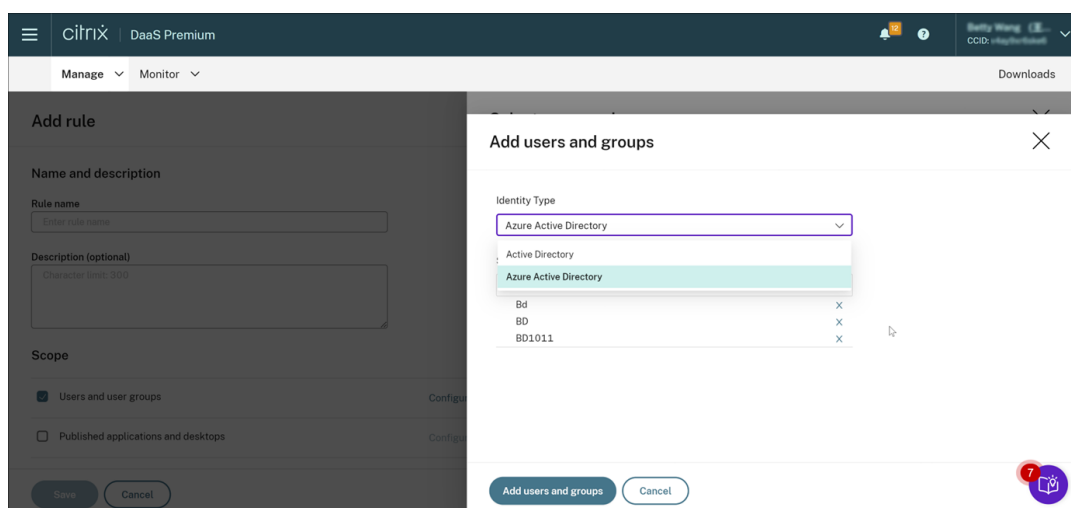 citrix | DaaS Premium
12
?
CCID:
Manage
Monitor
Downloads
Add rule
Name and description
Rule name
Enter rule name
Description (optional)
Character limit: 300
Scope
Users and user groups
Published applications and desktops
Save
Cancel
Add users and groups
Identity Type
Azure Active Directory
Active Directory
Azure Active Directory
Bd
BD
BD1011
Add users and groups
Cancel
7